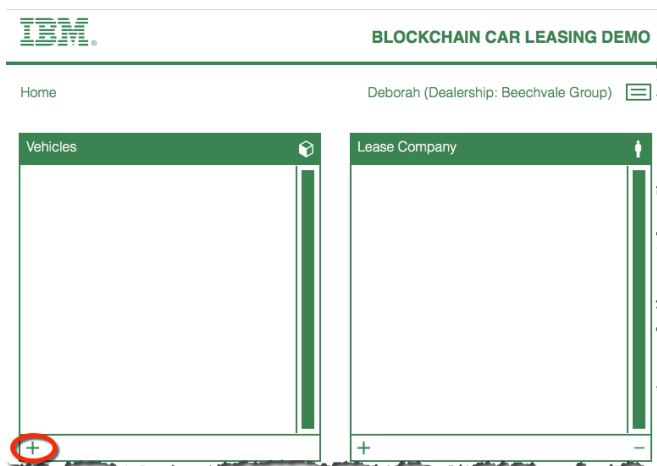 IBM®
BLOCKCHAIN CAR LEASING DEMO
Home
Deborah (Dealership: Beechvale Group)
Vehicles
Lease Company
+
+ −